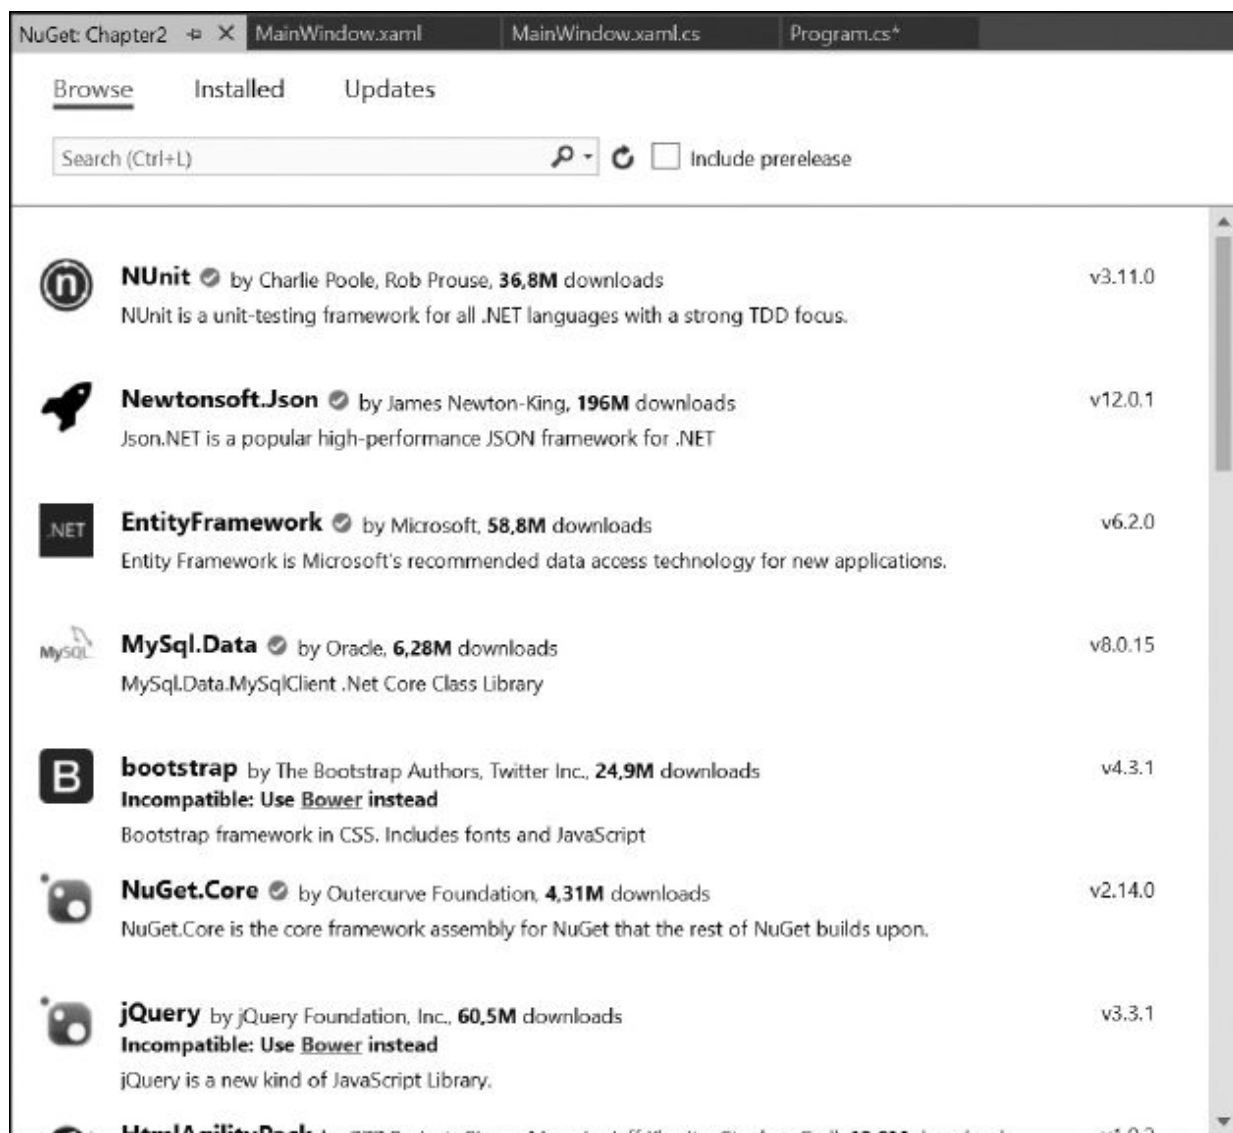 NuGet: Chapter2 MainWindow.xaml MainWindow.xaml.cs Program.cs*
Browse Installed Updates
Search (Ctrl+L) Include prerelease
NUnit by Charlie Poole, Rob Prouse, 36,8M downloads v3.11.0
NUnit is a unit-testing framework for all .NET languages with a strong TDD focus.
Newtonsoft.Json by James Newton-King, 196M downloads v12.0.1
Json.NET is a popular high-performance JSON framework for .NET
.NET
EntityFramework by Microsoft, 58,8M downloads v6.2.0
Entity Framework is Microsoft's recommended data access technology for new applications.
MySQL
MySql.Data by Oracle, 6,28M downloads v8.0.15
MySql.Data.MySqlClient .Net Core Class Library
B
bootstrap by The Bootstrap Authors, Twitter Inc., 24,9M downloads v4.3.1
Incompatible: Use Bower instead
Bootstrap framework in CSS. Includes fonts and JavaScript
NuGet.Core by Outercurve Foundation, 4,31M downloads v2.14.0
NuGet.Core is the core framework assembly for NuGet that the rest of NuGet builds upon.
jQuery by jQuery Foundation, Inc., 60,5M downloads v3.3.1
Incompatible: Use Bower instead
jQuery is a new kind of JavaScript Library.
HtmlAgilityPack by ZZZ Projects